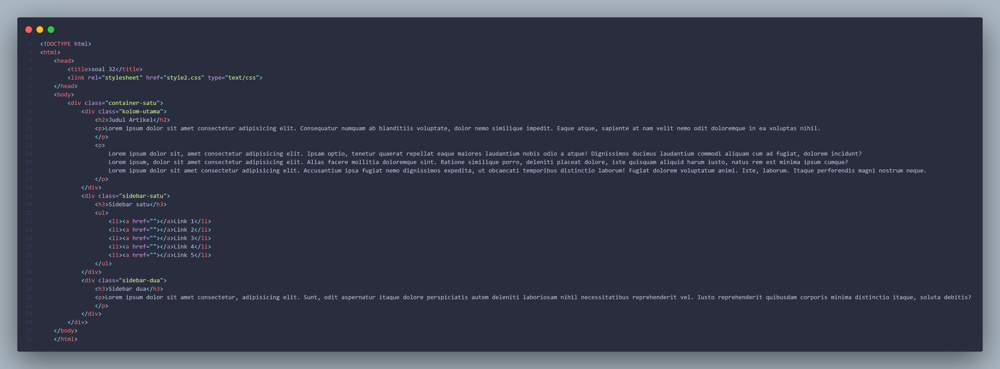 1 <!DOCTYPE html>
2 <html>
3     <head>
4         <title>soal 32</title>
5         <link rel="stylesheet" href="style2.css" type="text/css">
6     </head>
7     <body>
8         <div class="container-satu">
9             <div class="kolom-utama">
10                 <h2>Judul Artikel</h2>
11                 <p>Lorem ipsum dolor sit amet consectetur adipisicing elit. Consequatur numquam ab blanditiis voluptate, dolor nemo similique impedit. Eaque atque, sapiente at nam velit nemo odit doloremque in ea voluptas nihil.
12                 </p>
13                 <p>
14                     Lorem ipsum dolor sit, amet consectetur adipisicing elit. Ipsam optio, tenetur quaerat repellat eaque maiores laudantium nobis odio a atque! Dignissimos ducimus laudantium commodi aliquam cum ad fugiat, dolorem incidunt?
15                     Lorem ipsum, dolor sit amet consectetur adipisicing elit. Alias facere mollitia doloremque sint. Ratione similique porro, deleniti placeat dolore, iste quisquam aliquid harum iusto, natus rem est minima ipsum cumque?
16                     Lorem ipsum dolor sit amet consectetur adipisicing elit. Accusantium ipsa fugiat nemo dignissimos expedita, ut obcaecati temporibus distinctio laborum! Fugiat dolorem voluptatum animi. Iste, laborum. Itaque perferendis magni nostrum neque.
17                 </p>
18             </div>
19             <div class="sidebar-satu">
20                 <h3>Sidebar satu</h3>
21                 <ul>
22                     <li><a href=""></a>Link 1</li>
23                     <li><a href=""></a>Link 2</li>
24                     <li><a href=""></a>Link 3</li>
25                     <li><a href=""></a>Link 4</li>
26                     <li><a href=""></a>Link 5</li>
27                 </ul>
28             </div>
29             <div class="sidebar-dua">
30                 <h3>Sidebar dua</h3>
31                 <p>Lorem ipsum dolor sit amet consectetur, adipisicing elit. Sunt, odit aspernatur itaque dolore perspiciatis autem deleniti laboriosam nihil necessitatibus reprehenderit vel. Iusto reprehenderit quibusdam corporis minima distinctio itaque, soluta debitis?
32                 </p>
33             </div>
34         </div>
35     </body>
36     </html>